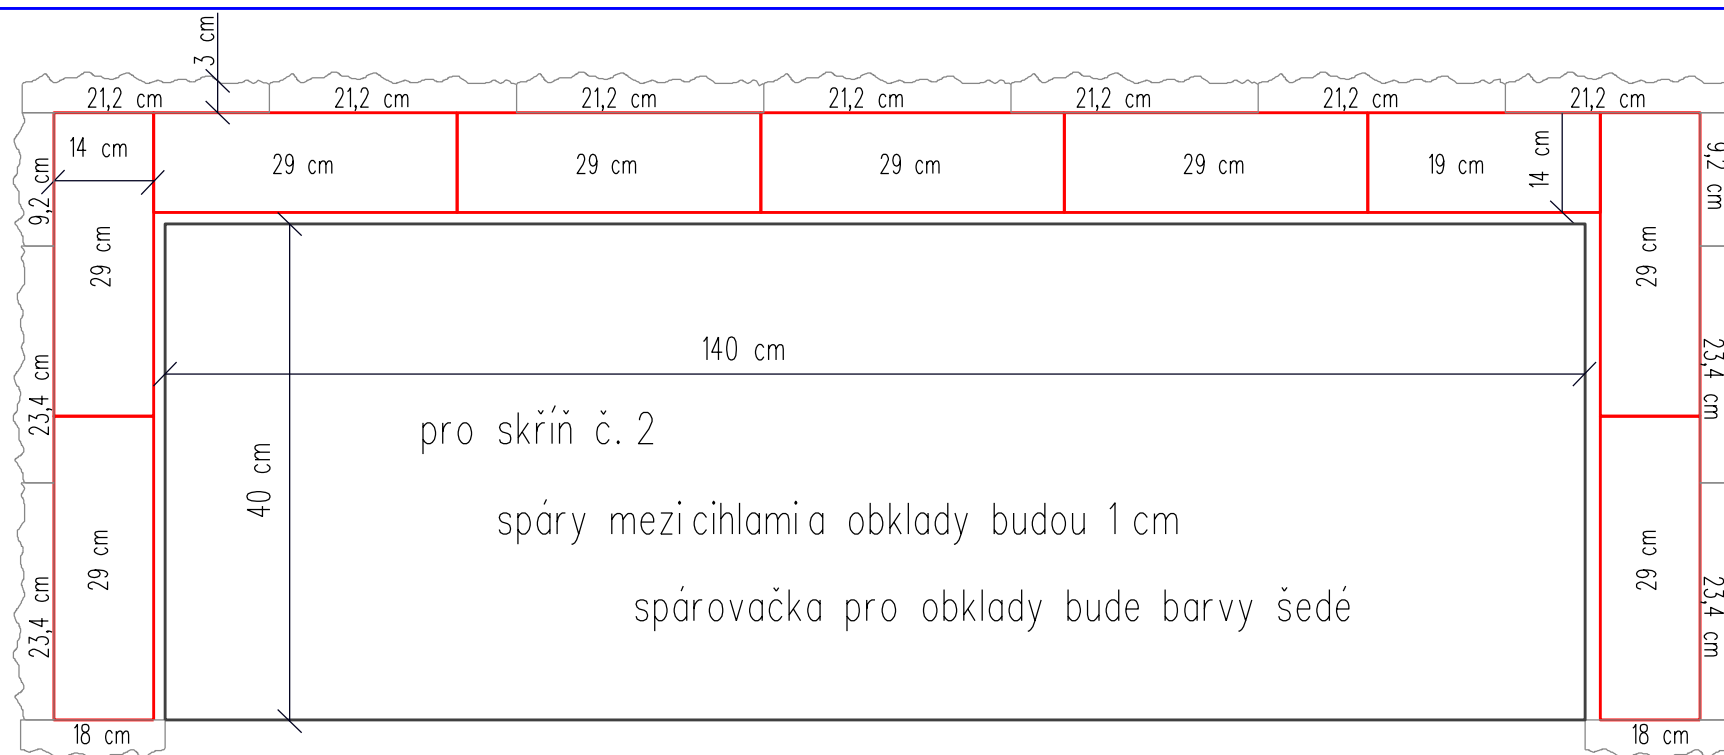 3 cm
21,2 cm 21,2 cm 21,2 cm 21,2 cm 21,2 cm 21,2 cm 21,2 cm
14 cm 29 cm 29 cm 29 cm 29 cm 19 cm 14 cm
9,2 cm 9,2 cm
29 cm 29 cm
140 cm
23,4 cm 23,4 cm
pro skříň č. 2
40 cm
spáry mezi cihlami a obklady budou 1 cm
29 cm 29 cm
spárovačka pro obklady bude barvy šedé
23,4 cm 23,4 cm
18 cm 18 cm